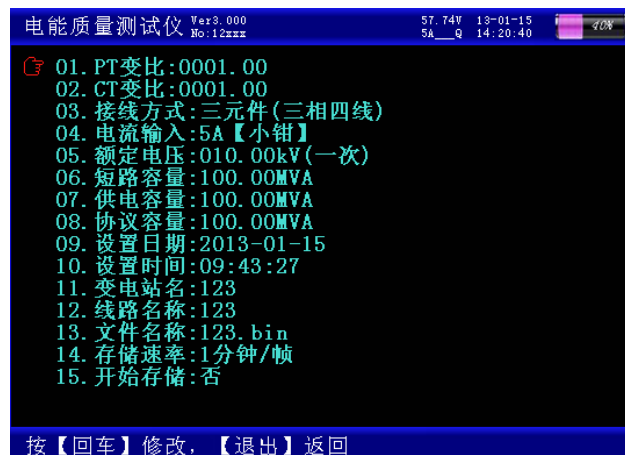 电能质量测试仪 Ver3.000 No:12xxx 57.74V 13-01-15 5A__Q 14:20:40 40%
01.PT变比:0001.00
02.CT变比:0001.00
03.接线方式:三元件(三相四线)
04.电流输入:5A【小钳】
05.额定电压:010.00kV(一次)
06.短路容量:100.00MVA
07.供电容量:100.00MVA
08.协议容量:100.00MVA
09.设置日期:2013-01-15
10.设置时间:09:43:27
11.变电站名:123
12.线路名称:123
13.文件名称:123.bin
14.存储速率:1分钟/帧
15.开始存储:否
按【回车】修改，【退出】返回